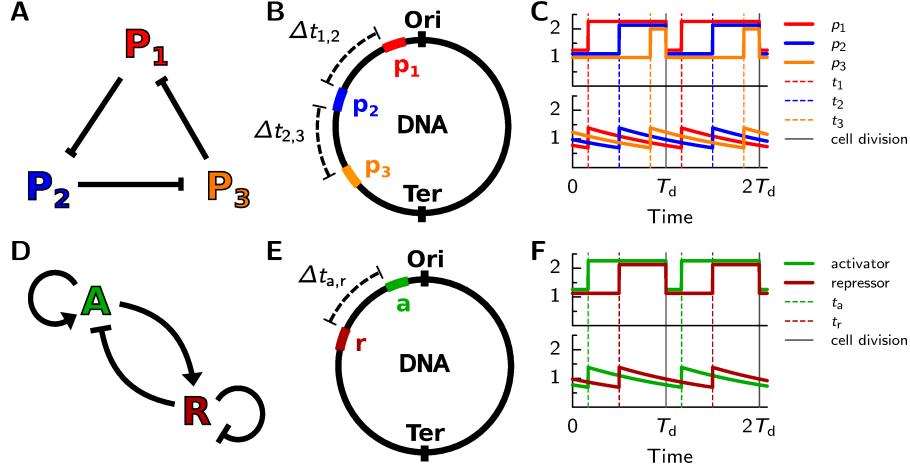 A
P1
P2
P3
B
Ori
Δt1,2
p1
p2
DNA
Δt2,3
p3
Ter
C
2
1
2
1
0
Td
2Td
Time
p1
p2
p3
t1
t2
t3
cell division
D
A
R
E
Ori
Δta,r
a
r
DNA
Ter
F
2
1
2
1
0
Td
2Td
Time
activator
repressor
ta
tr
cell division